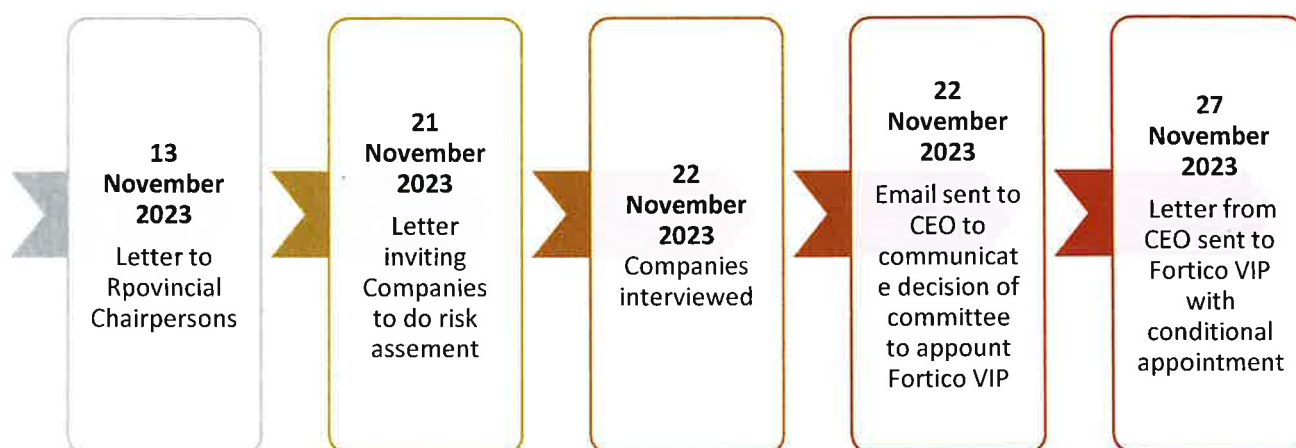 13
November
2023
Letter to
Rpovincial
Chairpersons
21
November
2023
Letter
inviting
Companies
to do risk
assement
22
November
2023
Companies
interviewed
22
November
2023
Email sent to
CEO to
communicat
e decision of
committee
to appount
Fortico VIP
27
November
2023
Letter from
CEO sent to
Fortico VIP
with
conditional
appointment